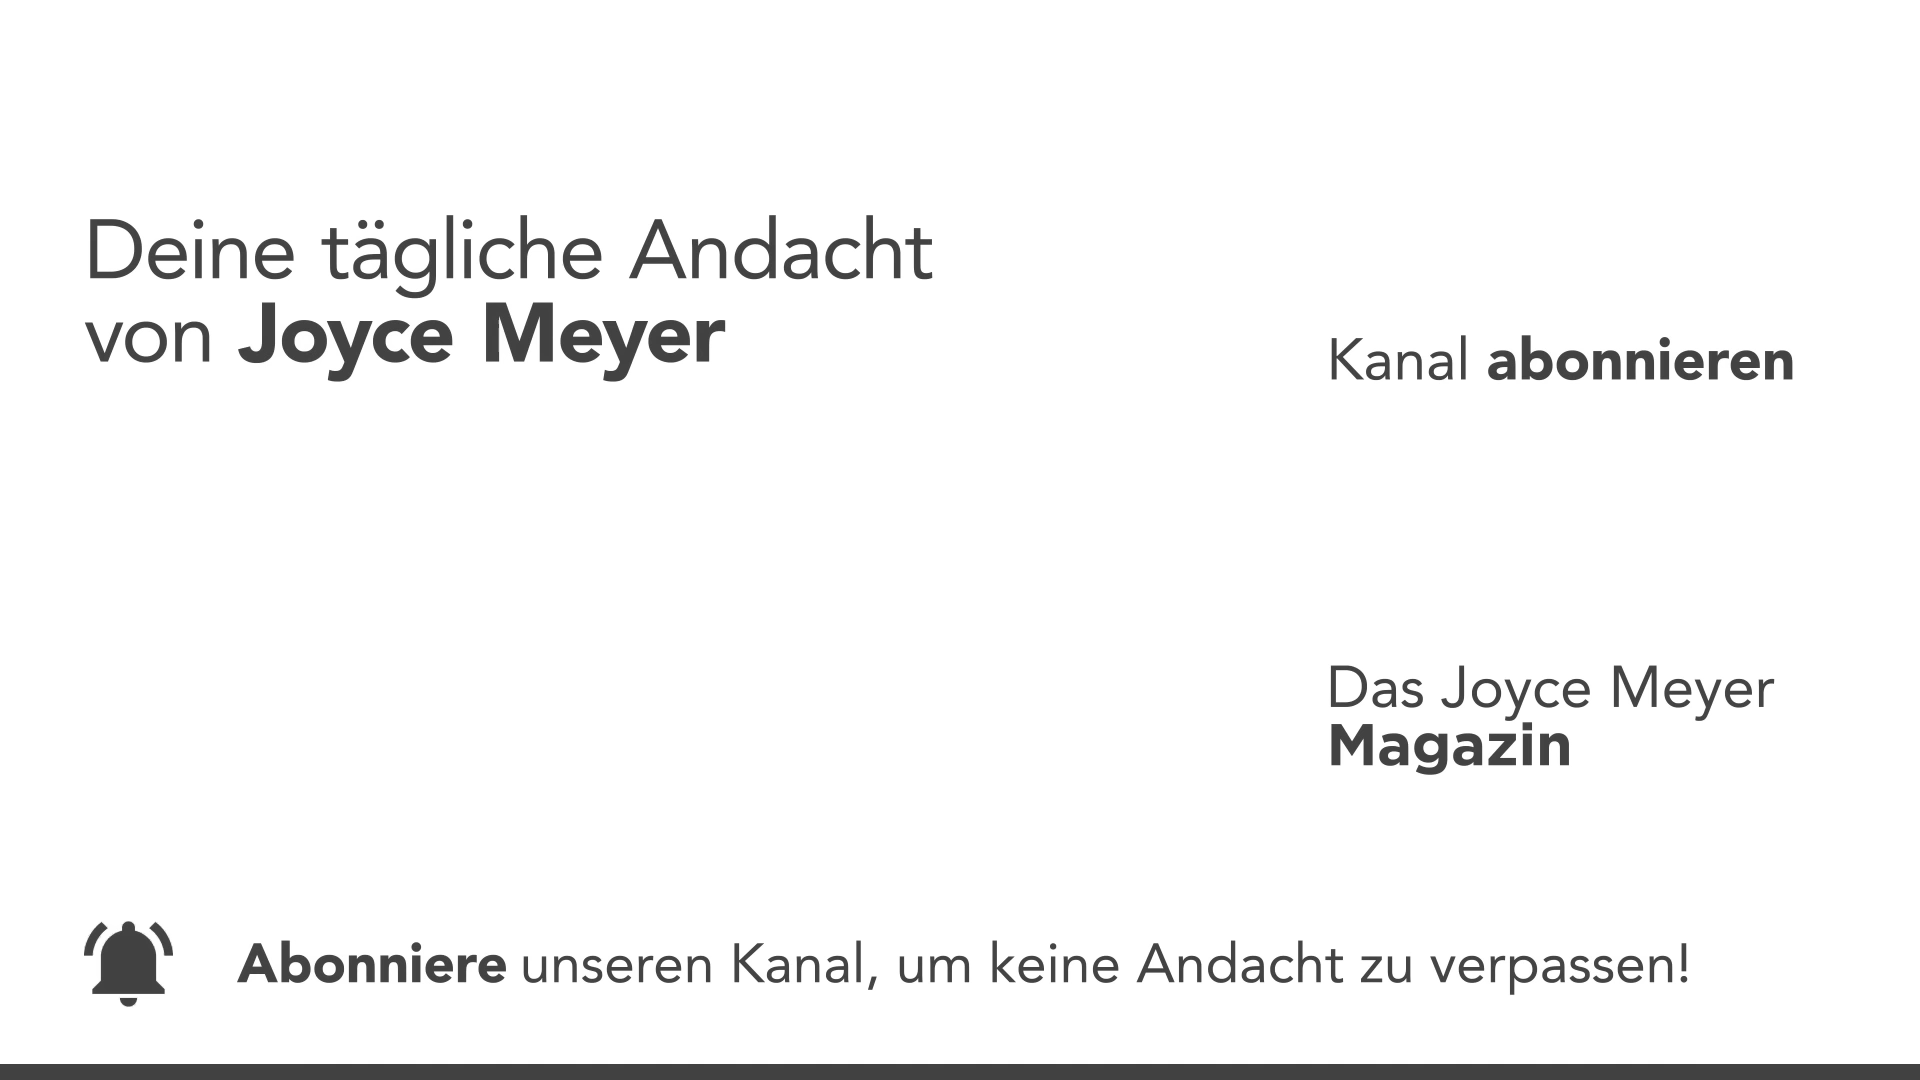 Deine tägliche Andacht
von Joyce Meyer
Kanal abonnieren
Das Joyce Meyer
Magazin
Abonniere unseren Kanal, um keine Andacht zu verpassen!